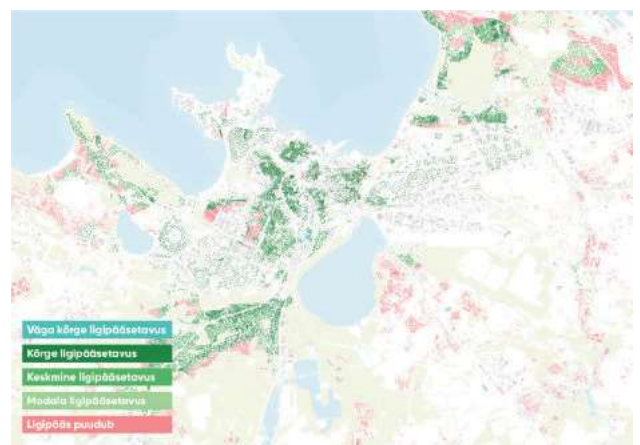 Väga kõrge ligipääsetavus
Kõrge ligipääsetavus
Keskmine ligipääsetavus
Madala ligipääsetavus
Ligipääs puudub